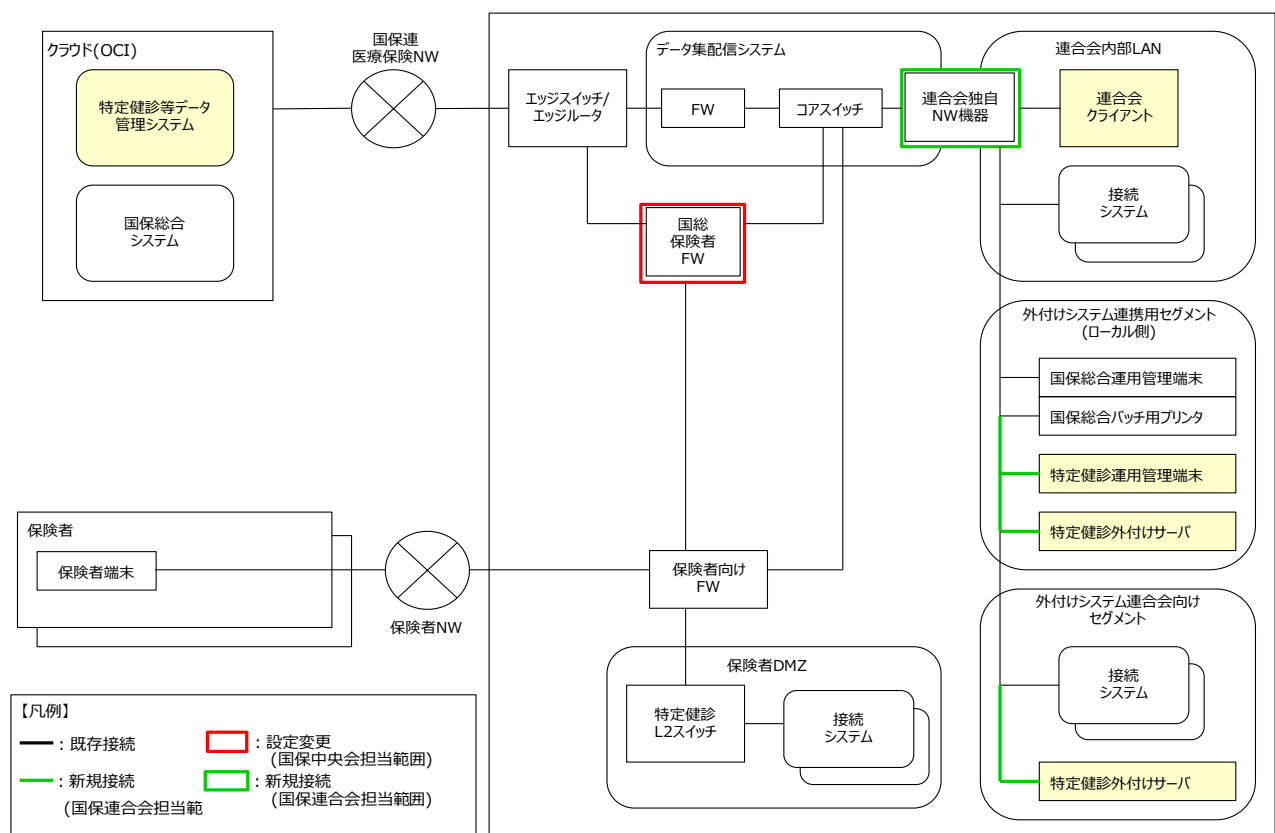 クラウド(OCI)
特定健診等データ
管理システム
国保総合
システム
国保連
医療保険NW
エッジスイッチ/
エッジルータ
データ集配信システム
FW
コアスイッチ
連合会独自
NW機器
連合会内部LAN
連合会
クライアント
接続
システム
国総
保険者
FW
外付けシステム連携用セグメント
(ローカル側)
国保総合運用管理端末
国保総合バッチ用プリンタ
特定健診運用管理端末
特定健診外付けサーバ
保険者
保険者端末
保険者NW
保険者向け
FW
外付けシステム連合会向け
セグメント
接続
システム
特定健診外付けサーバ
保険者DMZ
特定健診
L2スイッチ
接続
システム
【凡例】
：既存接続
：新規接続
(国保連合会担当範
：設定変更
(国保中央会担当範囲)
：新規接続
(国保連合会担当範囲)